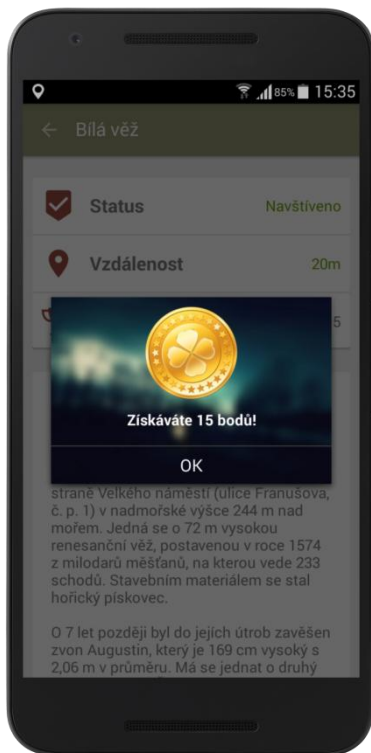 85% 15:35
Bílá věž
Status Navštíveno
Vzdálenost 20m
5
Získáváte 15 bodů!
OK
straně Velkého náměstí (ulice Franušova,
č. p. 1) v nadmořské výšce 244 m nad
mořem. Jedná se o 72 m vysokou
renesanční věž, postavenou v roce 1574
z milodarů měšťanů, na kterou vede 233
schodů. Stavebním materiálem se stal
hořický pískovec.
O 7 let později byl do jejích útrob zavěšen
zvon Augustin, který je 169 cm vysoký s
2,06 m v průměru. Má se jednat o druhý